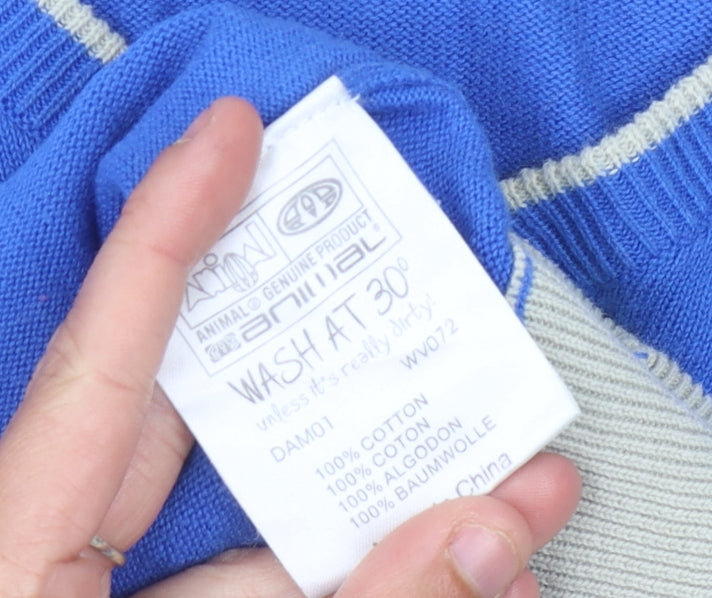 ANIMAL
ANIMAL® GENUINE PRODUCT
animal®
WASH AT 30°
unless it's really dirty!
DAM01 WV072
100% COTTON
100% COTON
100% ALGODON
100% BAUMWOLLE
China